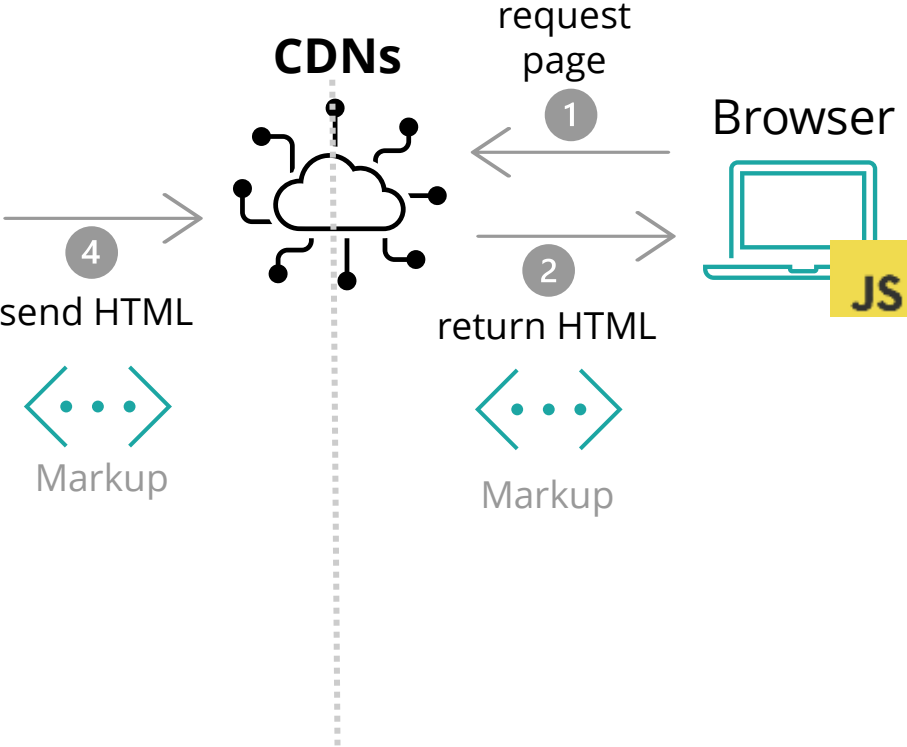 request
page
CDNs
1
Browser
4
2
JS
send HTML
return HTML
Markup
Markup